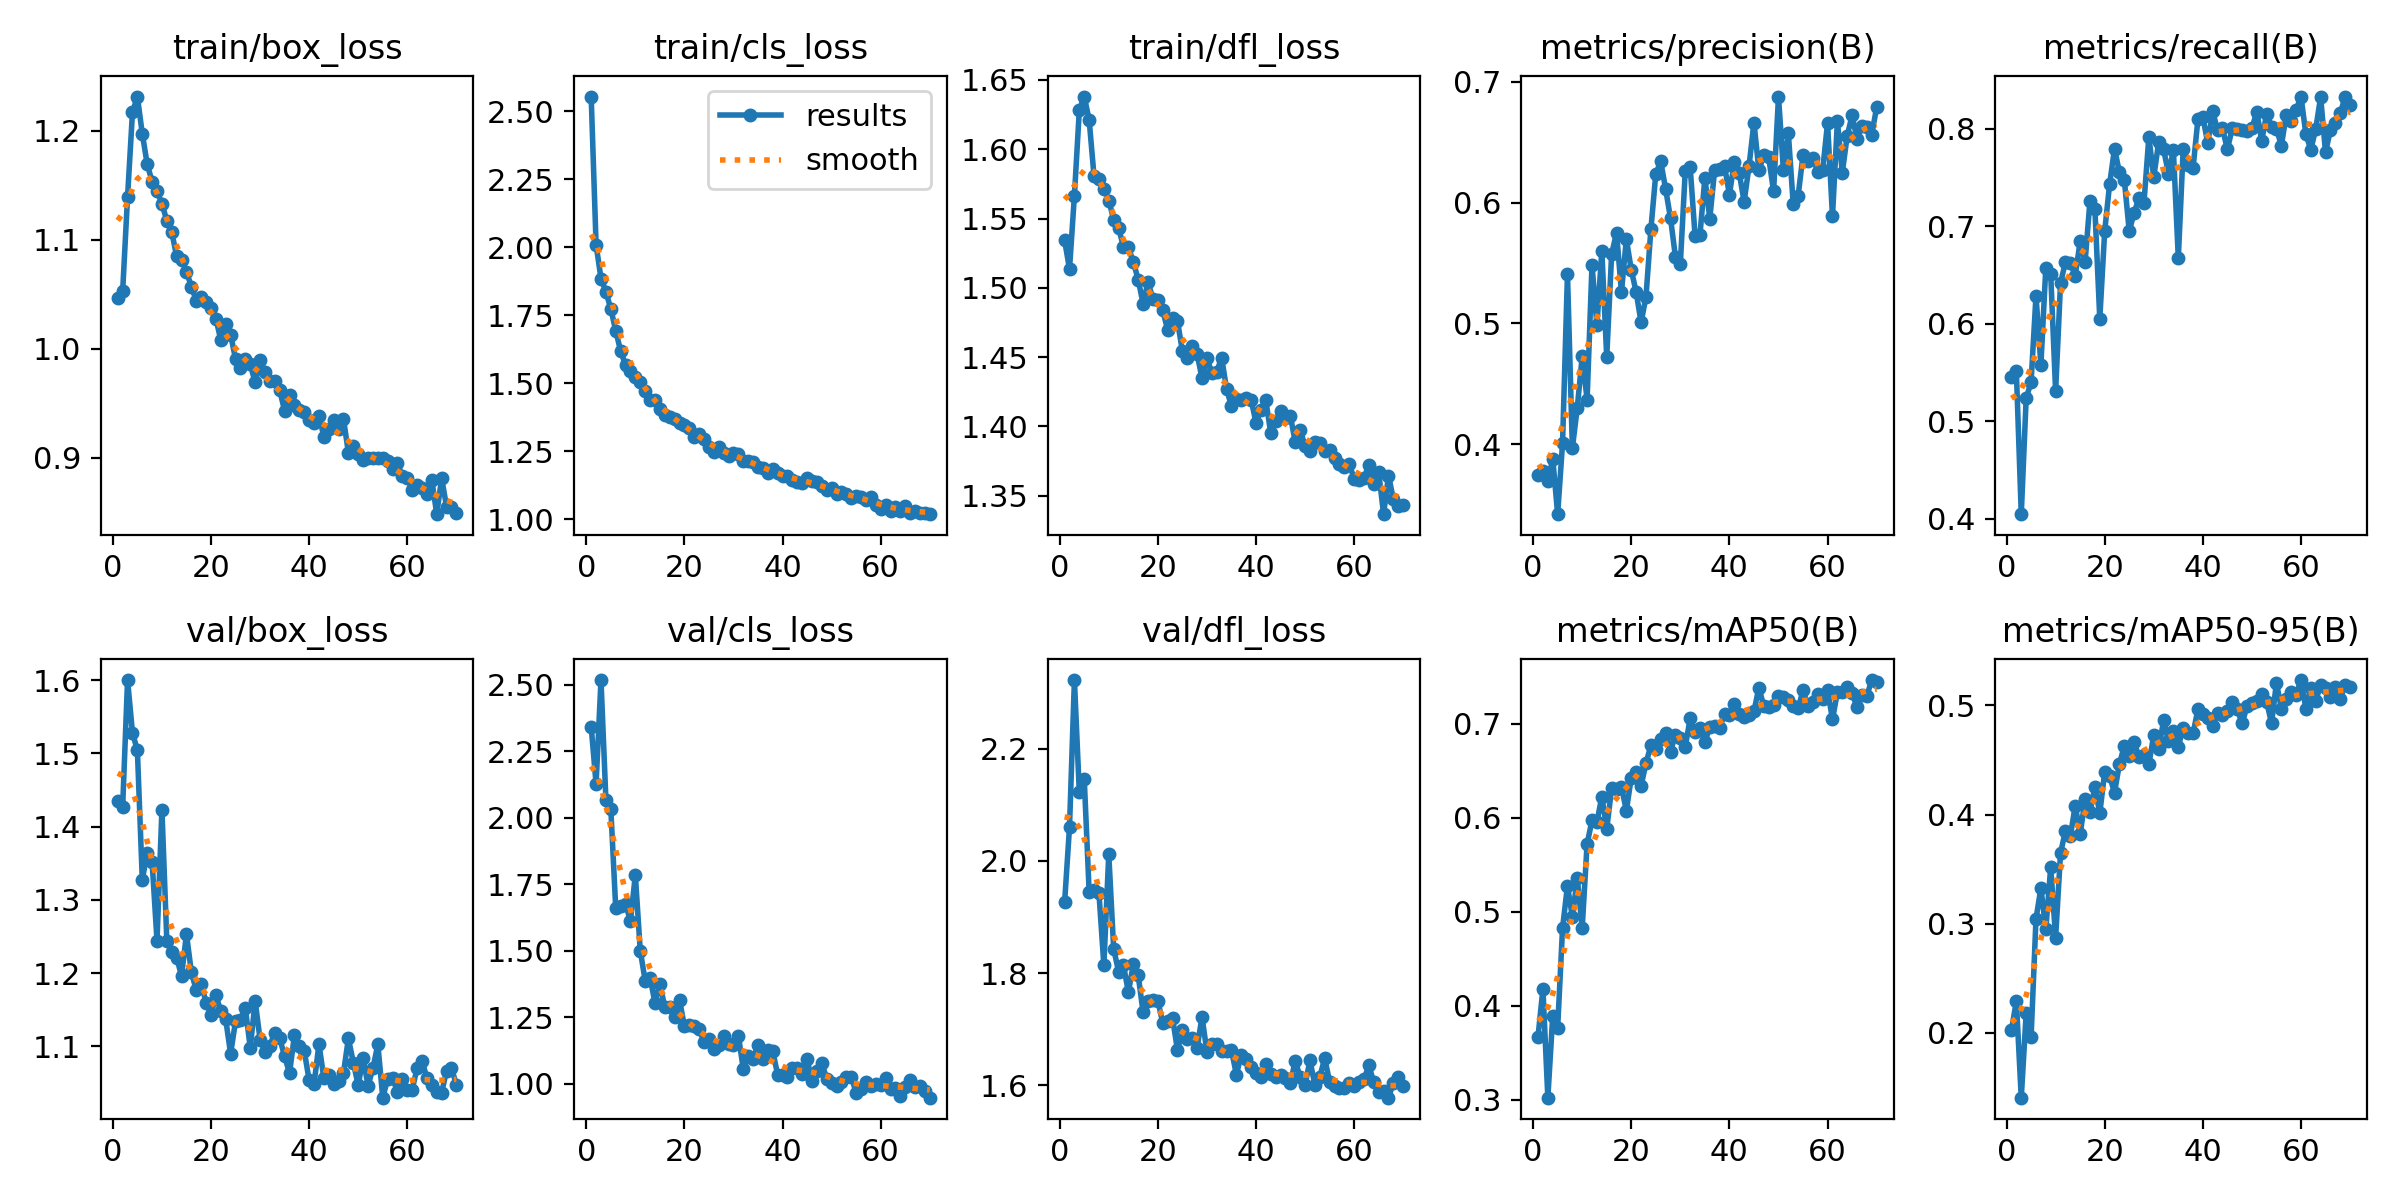 train/box_loss
1.2
1.1
1.0
0.9
0 20 40 60
train/cls_loss
results
smooth
2.50
2.25
2.00
1.75
1.50
1.25
1.00
0 20 40 60
train/dfl_loss
1.65
1.60
1.55
1.50
1.45
1.40
1.35
0 20 40 60
metrics/precision(B)
0.7
0.6
0.5
0.4
0 20 40 60
metrics/recall(B)
0.8
0.7
0.6
0.5
0.4
0 20 40 60
val/box_loss
1.6
1.5
1.4
1.3
1.2
1.1
0 20 40 60
val/cls_loss
2.50
2.25
2.00
1.75
1.50
1.25
1.00
0 20 40 60
val/dfl_loss
2.2
2.0
1.8
1.6
0 20 40 60
metrics/mAP50(B)
0.7
0.6
0.5
0.4
0.3
0 20 40 60
metrics/mAP50-95(B)
0.5
0.4
0.3
0.2
0 20 40 60